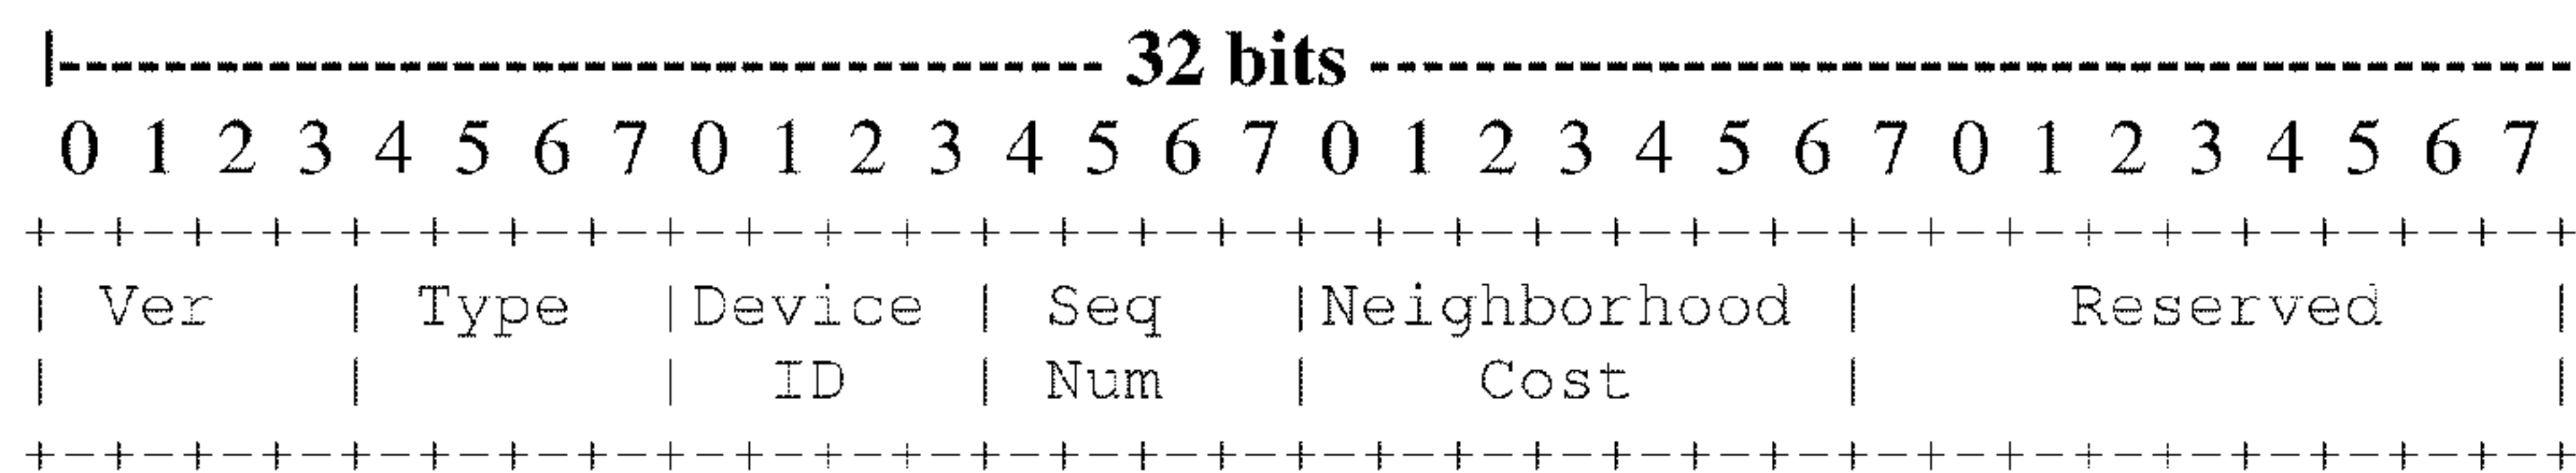 |---------------------------------------- 32 bits ----------------------------------------------
0 1 2 3 4 5 6 7 0 1 2 3 4 5 6 7 0 1 2 3 4 5 6 7 0 1 2 3 4 5 6 7
+-+-+-+-+-+-+-+-+-+-+-+-+-+-+-+-+-+-+-+-+-+-+-+-+-+-+-+-+-+-+-+-+
| Ver   | Type  |Device | Seq   |Neighborhood |    Reserved     |
|       |       |  ID   | Num   |    Cost     |                 |
+-+-+-+-+-+-+-+-+-+-+-+-+-+-+-+-+-+-+-+-+-+-+-+-+-+-+-+-+-+-+-+-+